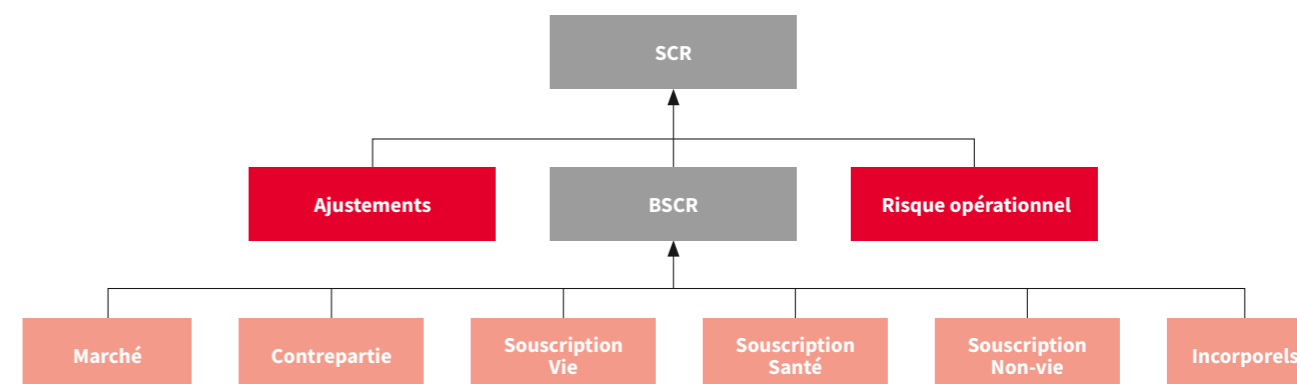 SCR
Ajustements
BSCR
Risque opérationnel
Marché
Contrepartie
Souscription
Vie
Souscription
Santé
Souscription
Non-vie
Incorporels